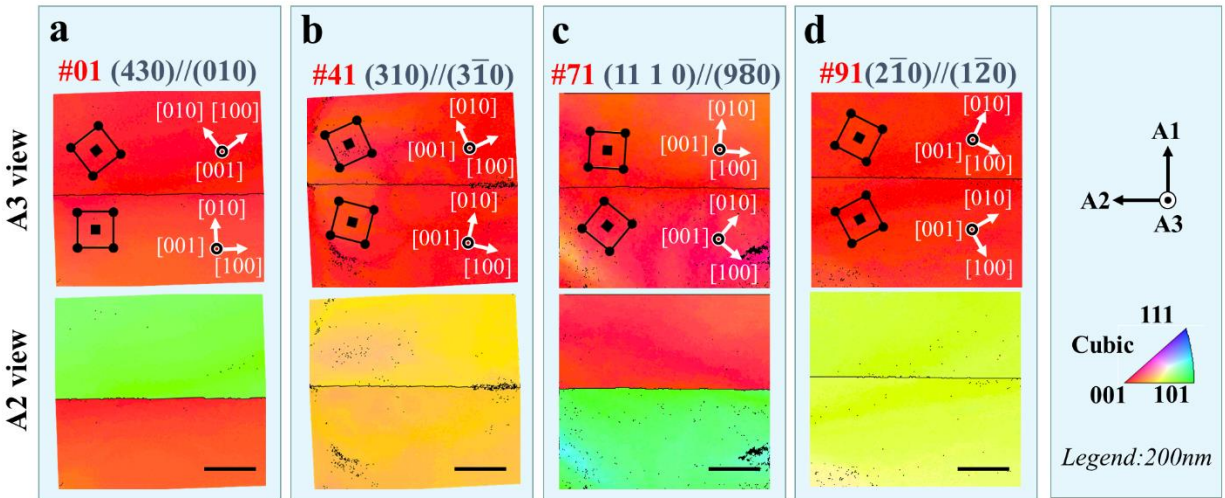 a
#01 (430)//(010)
[010] [100]
[001]
[010]
[001]
[100]
b
#41 (310)//(31̅0)
[010]
[001]
[100]
[010]
[001]
[100]
c
#71 (11 1 0)//(98̅0)
[010]
[001]
[100]
[010]
[001]
[100]
d
#91(21̅0)//(12̅0)
[010]
[001]
[100]
[010]
[001]
[100]
A3 view
A2 view
A1
A2
A3
111
Cubic
001 101
Legend:200nm